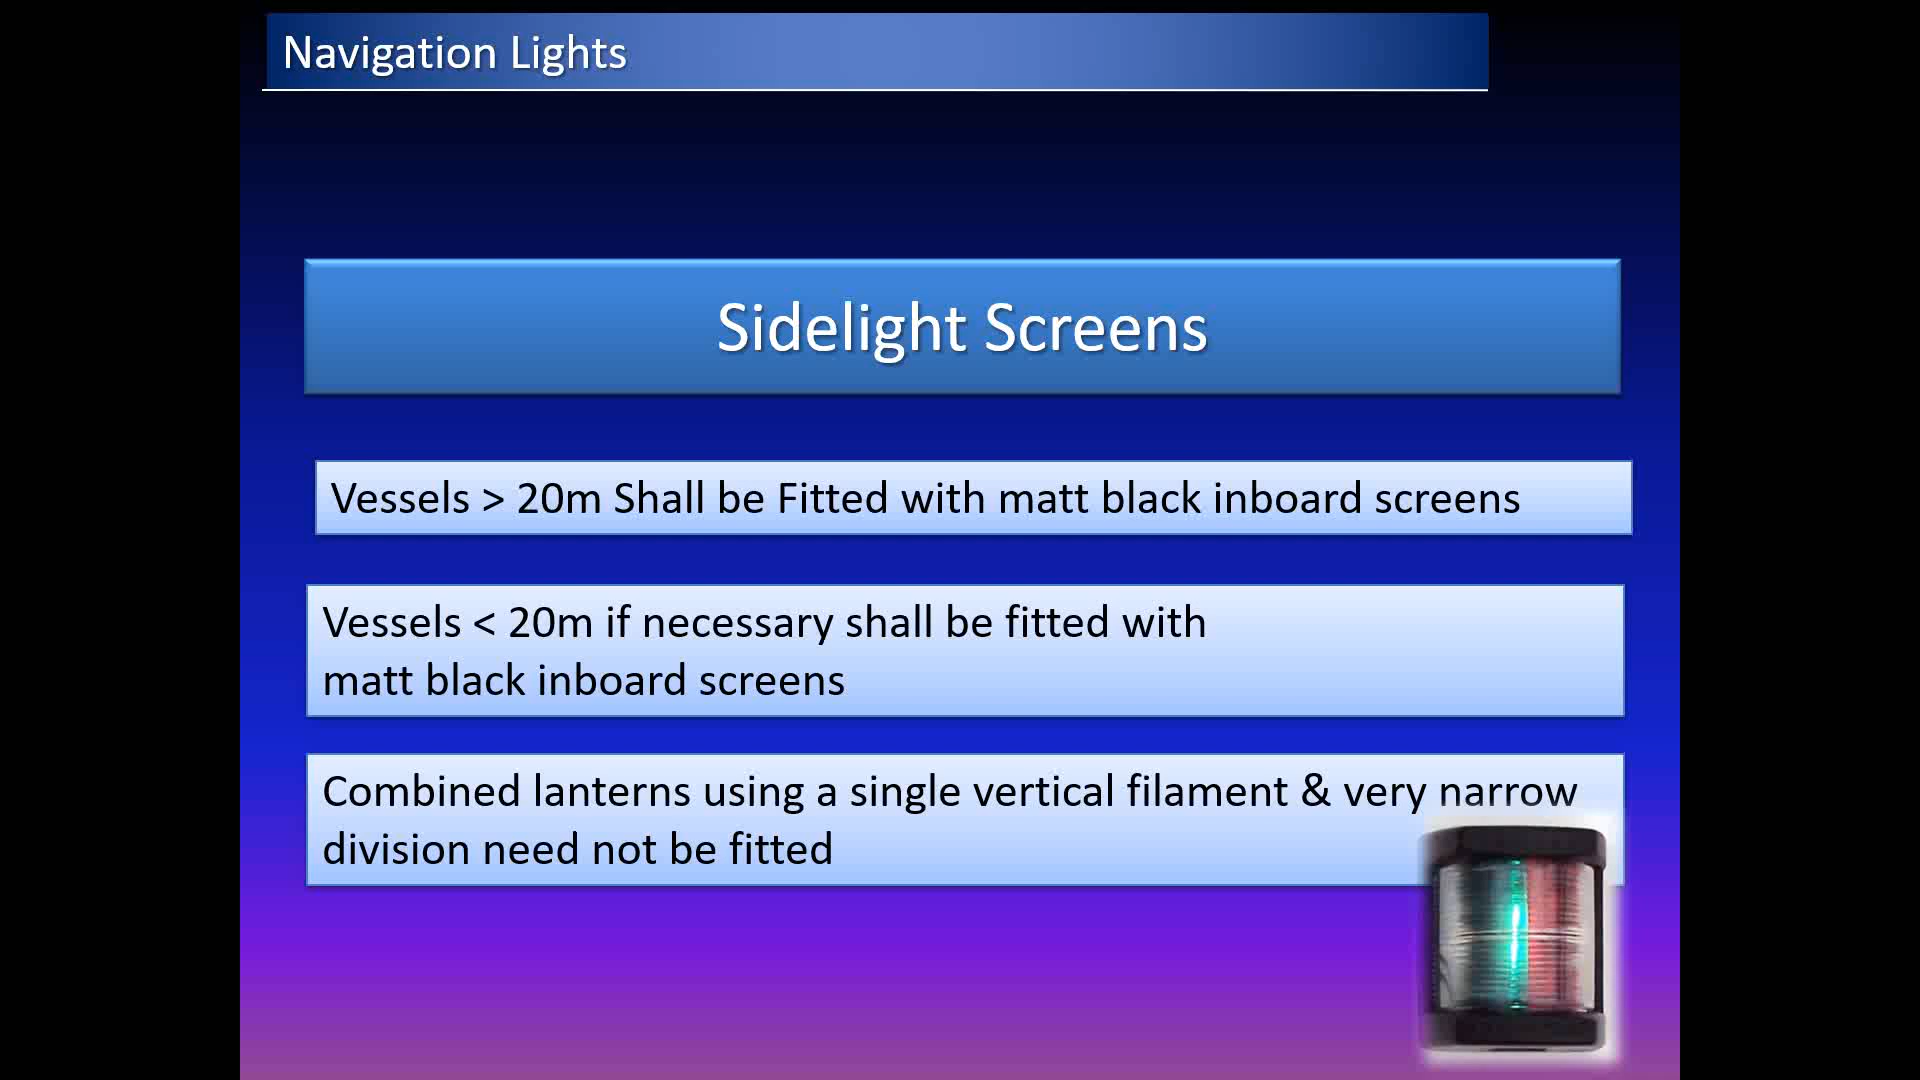 Navigation Lights
Sidelight Screens
Vessels > 20m Shall be Fitted with matt black inboard screens
Vessels < 20m if necessary shall be fitted with
matt black inboard screens
Combined lanterns using a single vertical filament & very narrow
division need not be fitted